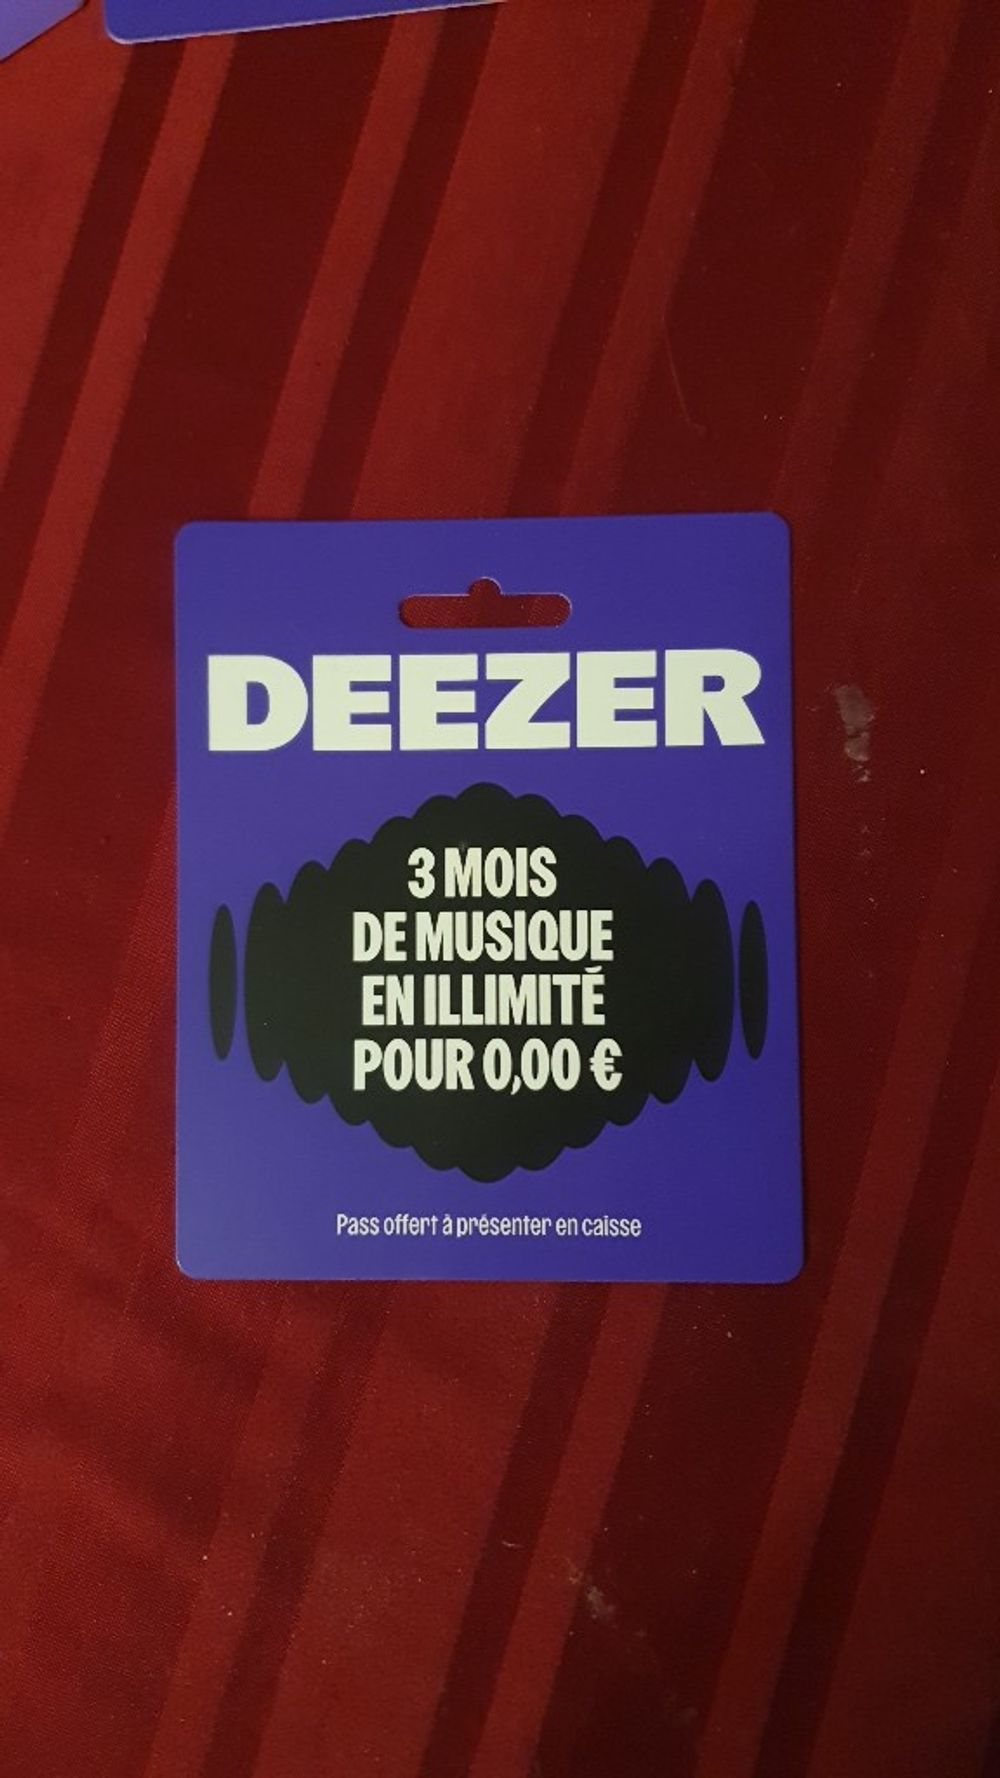 DEEZER
3 MOIS
DE MUSIQUE
EN ILLIMITÉ
POUR 0,00 €
Pass offert à présenter en caisse